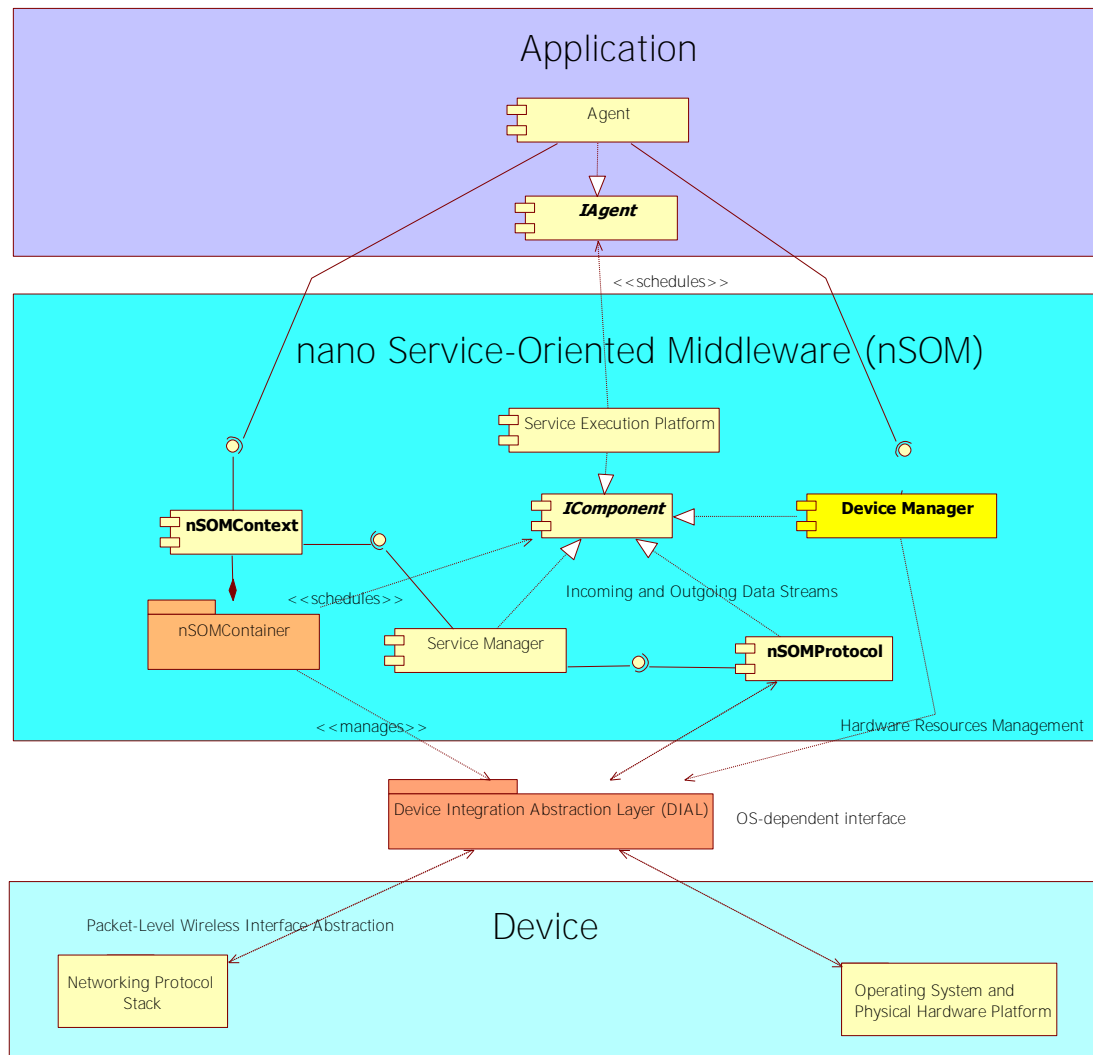 Application
Agent
IAgent
<<schedules>>
nano Service-Oriented Middleware (nSOM)
Service Execution Platform
nSOMContext
IComponent
Device Manager
<<schedules>>
Incoming and Outgoing Data Streams
nSOMContainer
Service Manager
nSOMProtocol
<<manages>>
Hardware Resources Management
Device Integration Abstraction Layer (DIAL)
OS-dependent interface
Packet-Level Wireless Interface Abstraction
Device
Networking Protocol
Stack
Operating System and
Physical Hardware Platform